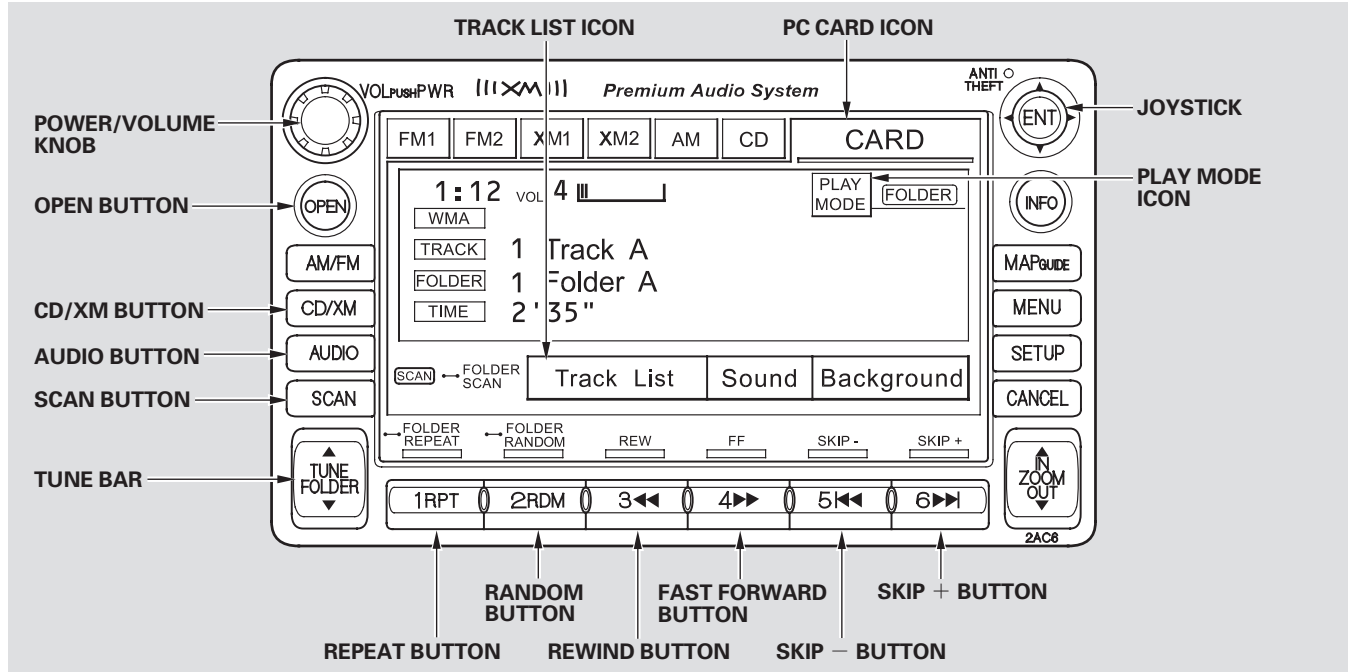 TRACK LIST ICON
PC CARD ICON
POWER/VOLUME
KNOB
OPEN BUTTON
CD/XM BUTTON
AUDIO BUTTON
SCAN BUTTON
TUNE BAR
VOL PUSH PWR
XM
Premium Audio System
ANTI
THEFT
ENT
JOYSTICK
PLAY MODE
ICON
FM1 FM2 XM1 XM2 AM CD CARD
1:12 VOL 4
PLAY
MODE
FOLDER
WMA
TRACK 1 Track A
FOLDER 1 Folder A
TIME 2'35"
SCAN FOLDER
SCAN
Track List Sound Background
FOLDER
REPEAT
FOLDER
RANDOM
REW FF SKIP - SKIP +
OPEN
AM/FM
CD/XM
AUDIO
SCAN
TUNE
FOLDER
INFO
MAP GUIDE
MENU
SETUP
CANCEL
IN
ZOOM
OUT
2AC6
1RPT 2RDM 3◀◀ 4▶▶ 5|◀◀ 6▶▶|
RANDOM
BUTTON
FAST FORWARD
BUTTON
SKIP + BUTTON
REPEAT BUTTON
REWIND BUTTON
SKIP − BUTTON